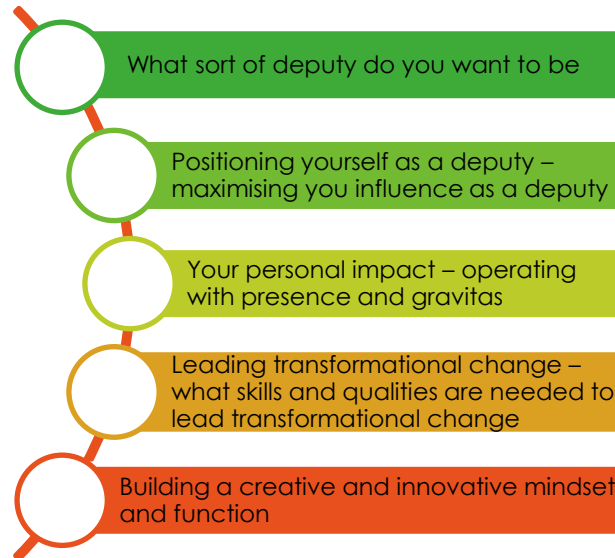 What sort of deputy do you want to be
Positioning yourself as a deputy –
maximising you influence as a deputy
Your personal impact – operating
with presence and gravitas
Leading transformational change –
what skills and qualities are needed to
lead transformational change
Building a creative and innovative mindset
and function